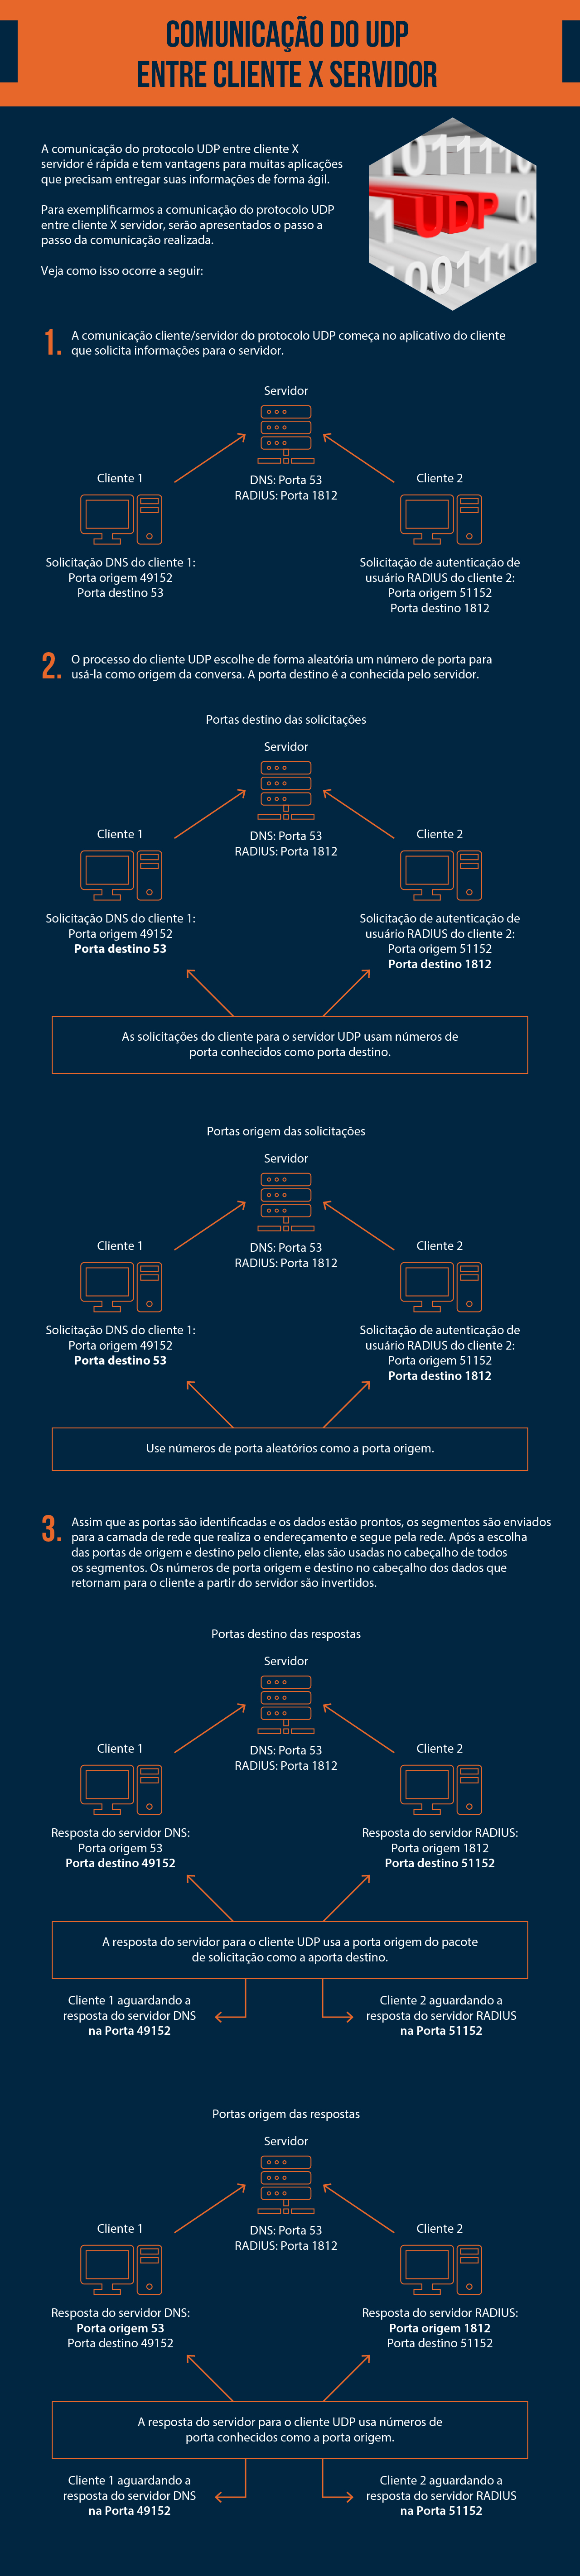 COMUNICAÇÃO DO UDP
ENTRE CLIENTE X SERVIDOR
A comunicação do protocolo UDP entre cliente X
servidor é rápida e tem vantagens para muitas aplicações
que precisam entregar suas informações de forma ágil.
Para exemplificarmos a comunicação do protocolo UDP
entre cliente X servidor, serão apresentados o passo a
passo da comunicação realizada.
Veja como isso ocorre a seguir:
01111
1 UDP
001110
1. A comunicação cliente/servidor do protocolo UDP começa no aplicativo do cliente
que solicita informações para o servidor.
Servidor
Cliente 1
DNS: Porta 53
RADIUS: Porta 1812
Cliente 2
Solicitação DNS do cliente 1:
Porta origem 49152
Porta destino 53
Solicitação de autenticação de
usuário RADIUS do cliente 2:
Porta origem 51152
Porta destino 1812
2. O processo do cliente UDP escolhe de forma aleatória um número de porta para
usá-la como origem da conversa. A porta destino é a conhecida pelo servidor.
Portas destino das solicitações
Servidor
Cliente 1
DNS: Porta 53
RADIUS: Porta 1812
Cliente 2
Solicitação DNS do cliente 1:
Porta origem 49152
Porta destino 53
Solicitação de autenticação de
usuário RADIUS do cliente 2:
Porta origem 51152
Porta destino 1812
As solicitações do cliente para o servidor UDP usam números de
porta conhecidos como porta destino.
Portas origem das solicitações
Servidor
Cliente 1
DNS: Porta 53
RADIUS: Porta 1812
Cliente 2
Solicitação DNS do cliente 1:
Porta origem 49152
Porta destino 53
Solicitação de autenticação de
usuário RADIUS do cliente 2:
Porta origem 51152
Porta destino 1812
Use números de porta aleatórios como a porta origem.
3. Assim que as portas são identificadas e os dados estão prontos, os segmentos são enviados
para a camada de rede que realiza o endereçamento e segue pela rede. Após a escolha
das portas de origem e destino pelo cliente, elas são usadas no cabeçalho de todos
os segmentos. Os números de porta origem e destino no cabeçalho dos dados que
retornam para o cliente a partir do servidor são invertidos.
Portas destino das respostas
Servidor
Cliente 1
DNS: Porta 53
RADIUS: Porta 1812
Cliente 2
Resposta do servidor DNS:
Porta origem 53
Porta destino 49152
Resposta do servidor RADIUS:
Porta origem 1812
Porta destino 51152
A resposta do servidor para o cliente UDP usa a porta origem do pacote
de solicitação como a aporta destino.
Cliente 1 aguardando a
resposta do servidor DNS
na Porta 49152
Cliente 2 aguardando a
resposta do servidor RADIUS
na Porta 51152
Portas origem das respostas
Servidor
Cliente 1
DNS: Porta 53
RADIUS: Porta 1812
Cliente 2
Resposta do servidor DNS:
Porta origem 53
Porta destino 49152
Resposta do servidor RADIUS:
Porta origem 1812
Porta destino 51152
A resposta do servidor para o cliente UDP usa números de
porta conhecidos como a porta origem.
Cliente 1 aguardando a
resposta do servidor DNS
na Porta 49152
Cliente 2 aguardando a
resposta do servidor RADIUS
na Porta 51152